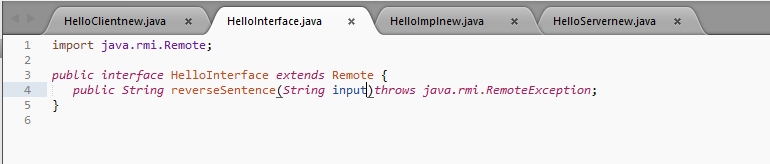 HelloClientnew.java × HelloInterface.java × HelloImplnew.java × HelloServernew.java ×
1 import java.rmi.Remote;
2
3 public interface HelloInterface extends Remote {
4 public String reverseSentence(String input)throws java.rmi.RemoteException;
5 }
6